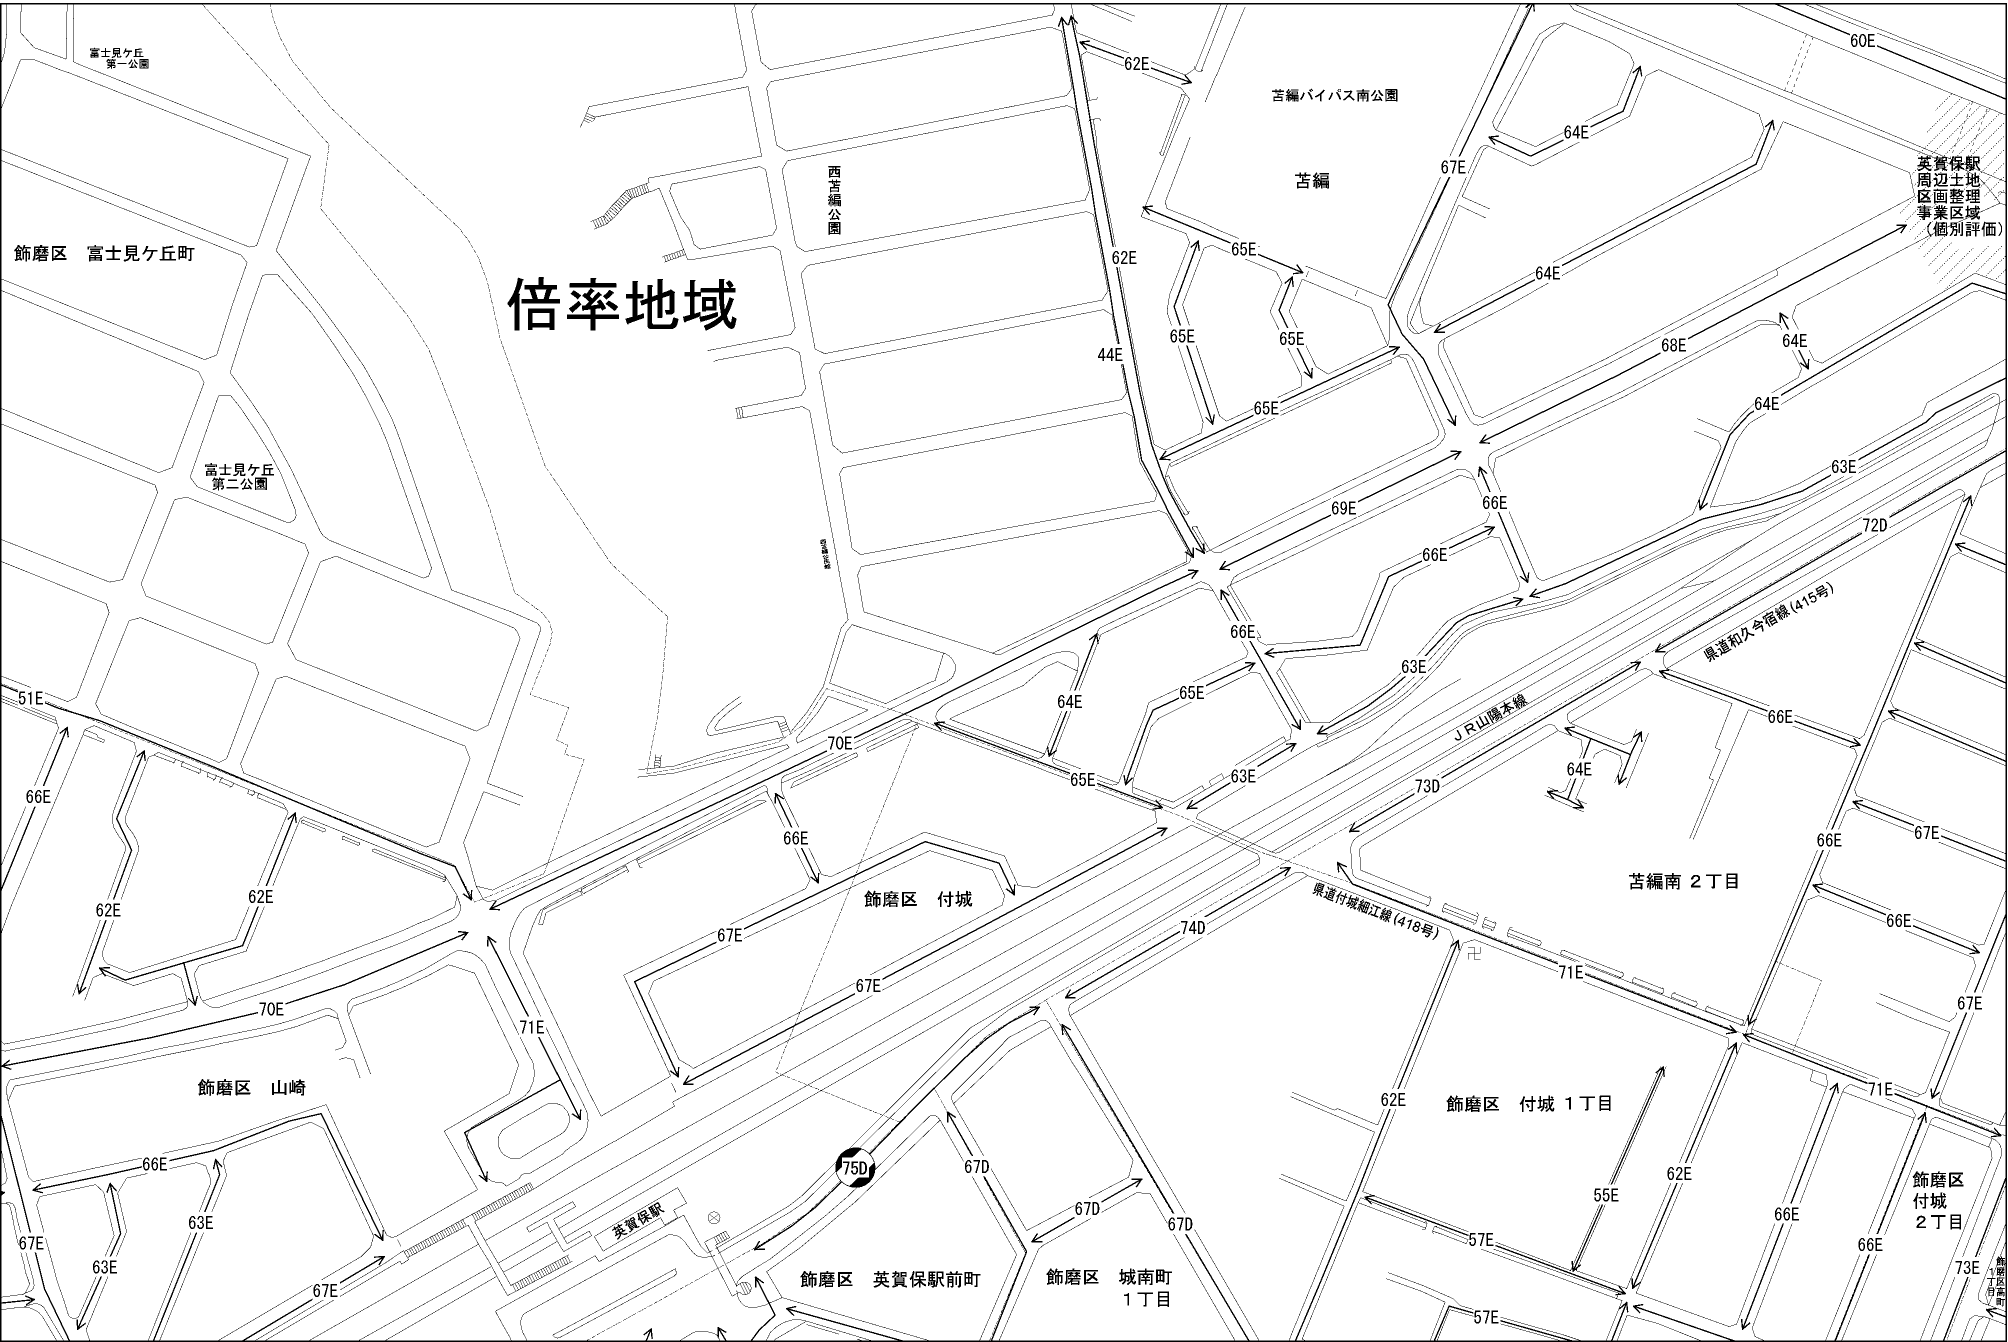 富士見ケ丘
第一公園
62E
60E
苫編バイパス南公園
64E
67E
西苫編公園
苫編
英賀保駅
周辺土地
区画整理
事業区域
(個別評価)
飾磨区 富士見ケ丘町
倍率地域
62E
65E
64E
65E
65E
44E
68E
64E
65E
64E
富士見ケ丘
第二公園
63E
66E
69E
72D
66E
県道和久今宿線(415号)
66E
63E
65E
64E
51E
66E
JR山陽本線
70E
65E
63E
64E
73D
66E
66E
67E
66E
苫編南 2丁目
62E
62E
飾磨区 付城
県道付城細江線(418号)
66E
67E
74D
71E
67E
67E
70E
71E
飾磨区 山崎
71E
62E
飾磨区 付城1丁目
66E
75D
67D
62E
55E
飾磨区
付城
2丁目
63E
67D
67D
66E
英賀保駅
67E
57E
66E
63E
73E
67E
飾磨区 英賀保駅前町
飾磨区 城南町
1丁目
飾磨区高町
1丁目
57E